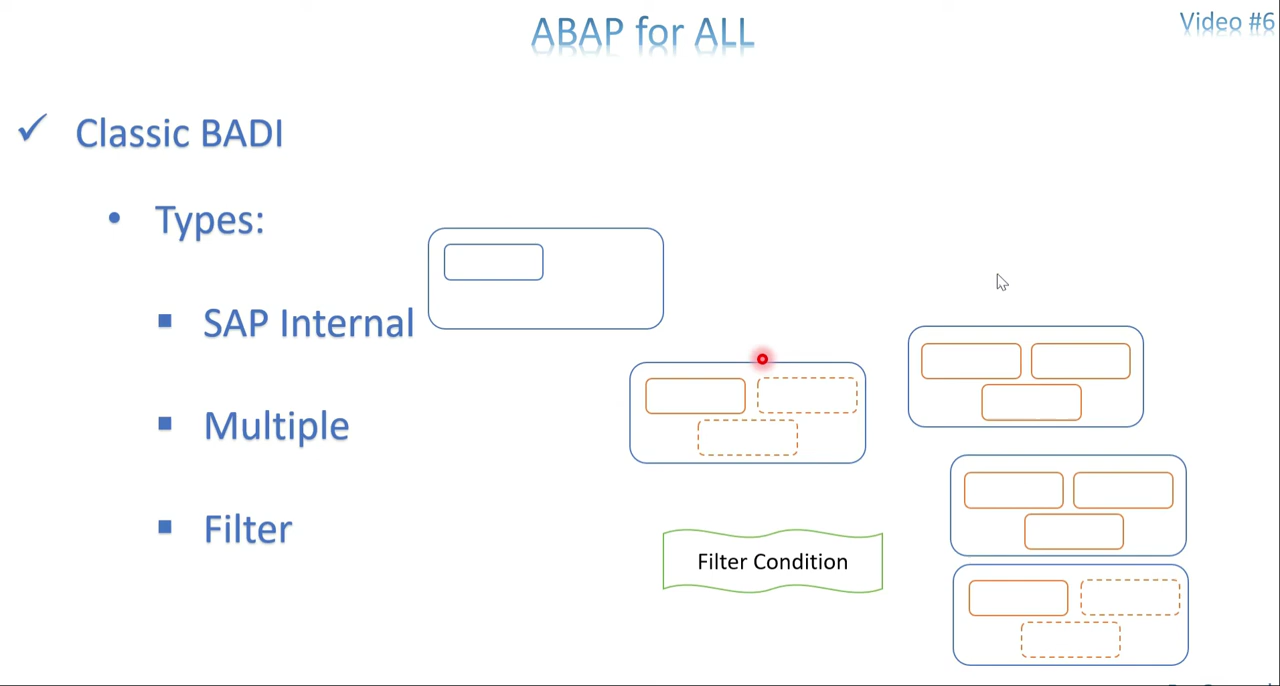 ABAP for ALL
Video #6
Classic BADI
Types:
SAP Internal
Multiple
Filter
Filter Condition